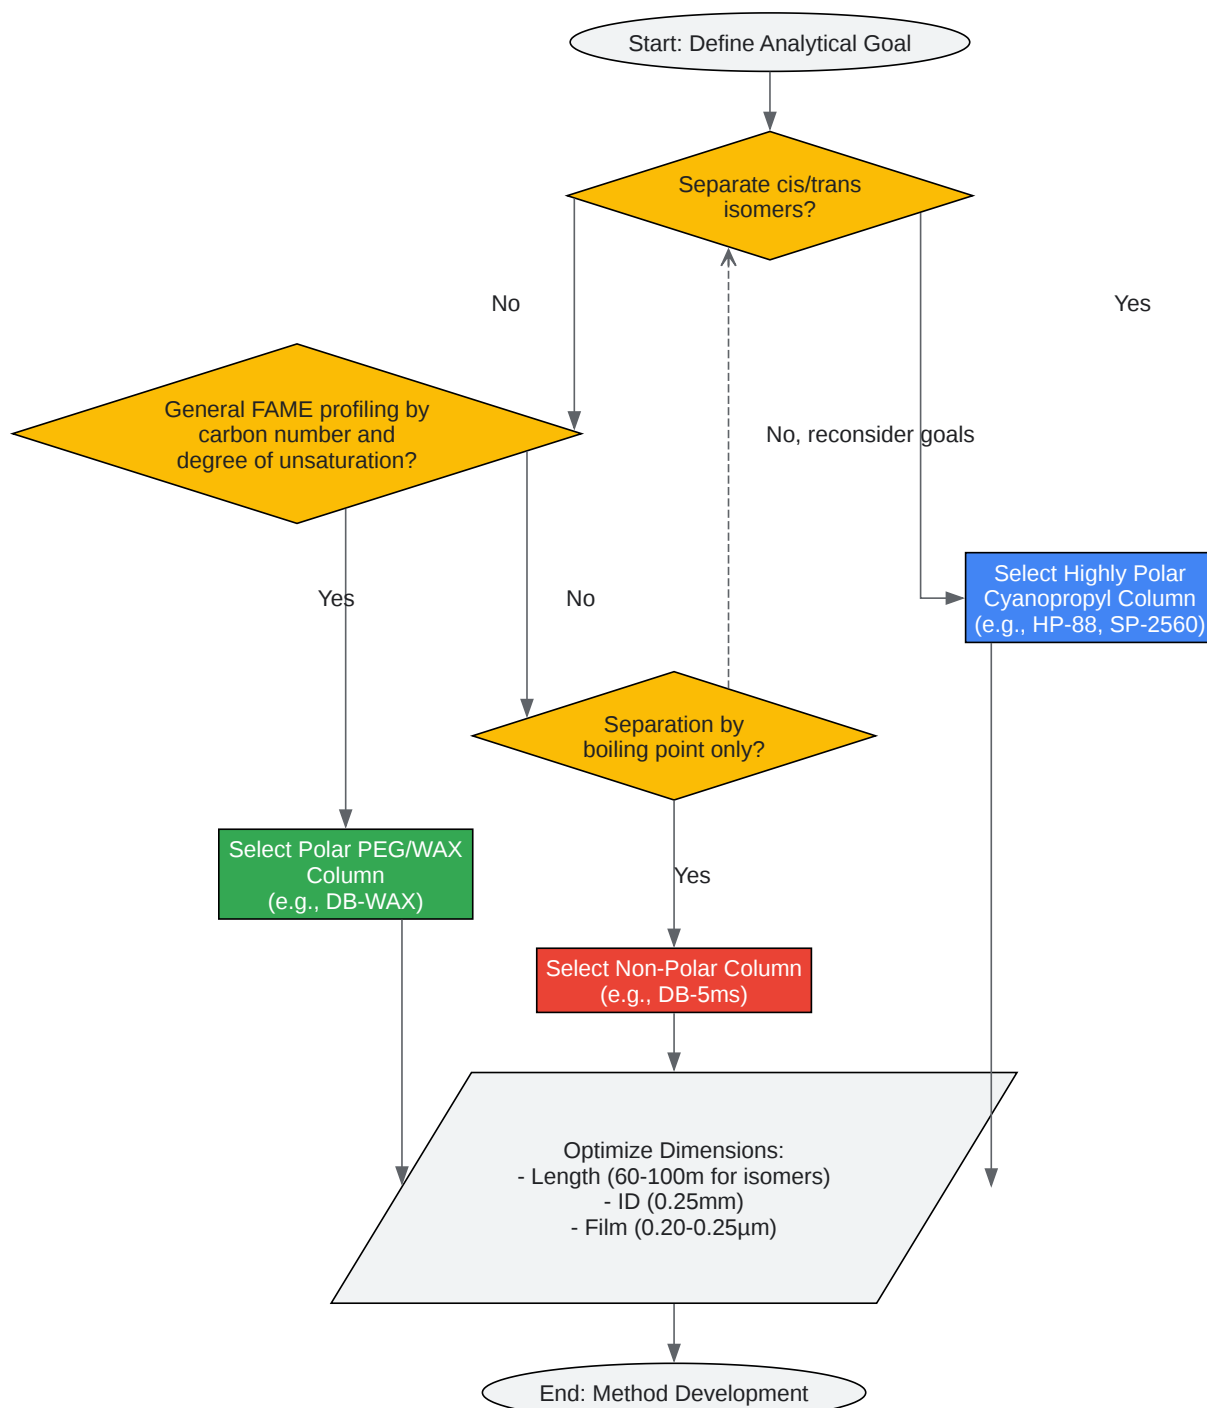 Start: Define Analytical Goal
Separate cis/trans
isomers?
No
Yes
General FAME profiling by
carbon number and
degree of unsaturation?
No, reconsider goals
Select Highly Polar
Cyanopropyl Column
(e.g., HP-88, SP-2560)
Yes
No
Separation by
boiling point only?
Select Polar PEG/WAX
Column
(e.g., DB-WAX)
Yes
Select Non-Polar Column
(e.g., DB-5ms)
Optimize Dimensions:
- Length (60-100m for isomers)
- ID (0.25mm)
- Film (0.20-0.25µm)
End: Method Development